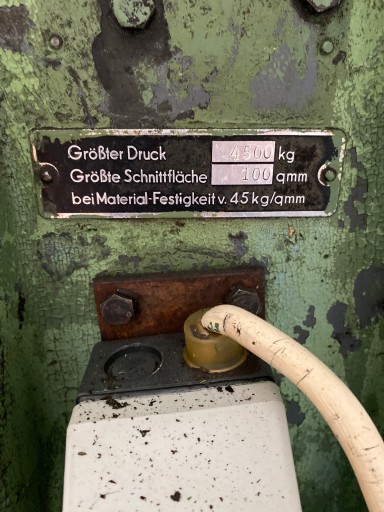 Größter Druck 4500 kg
Größte Schnittfläche 100 qmm
bei Material-Festigkeit v. 45 kg/qmm